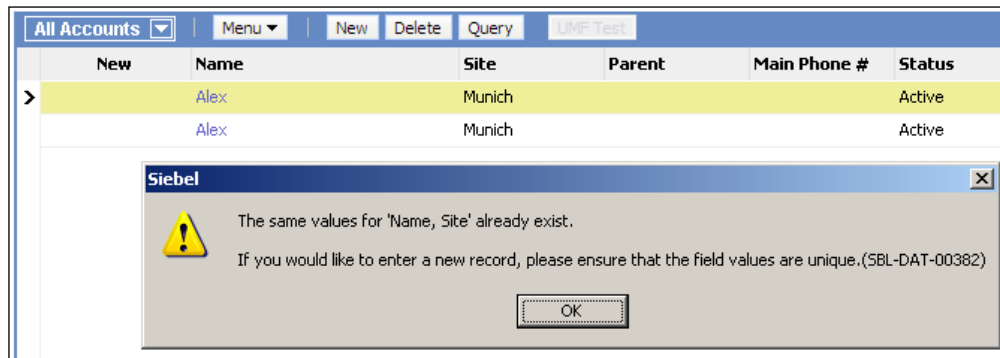 All Accounts Menu New Delete Query UMF Test
New Name Site Parent Main Phone # Status
Alex Munich Active
Alex Munich Active
Siebel
The same values for 'Name, Site' already exist.
If you would like to enter a new record, please ensure that the field values are unique.(SBL-DAT-00382)
OK